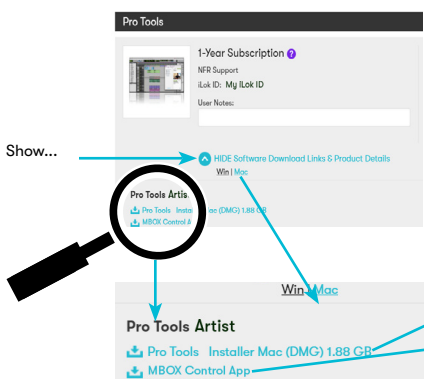 Pro Tools
1-Year Subscription ?
NFR Support
iLok ID: My iLok ID
User Notes:
Show...
HIDE Software Download Links & Product Details
Win | Mac
Pro Tools Artis
Pro Tools Instal Mac (DMG) 1.88 GB
MBOX Control A
Win | Mac
Pro Tools Artist
Pro Tools Installer Mac (DMG) 1.88 GB
MBOX Control App